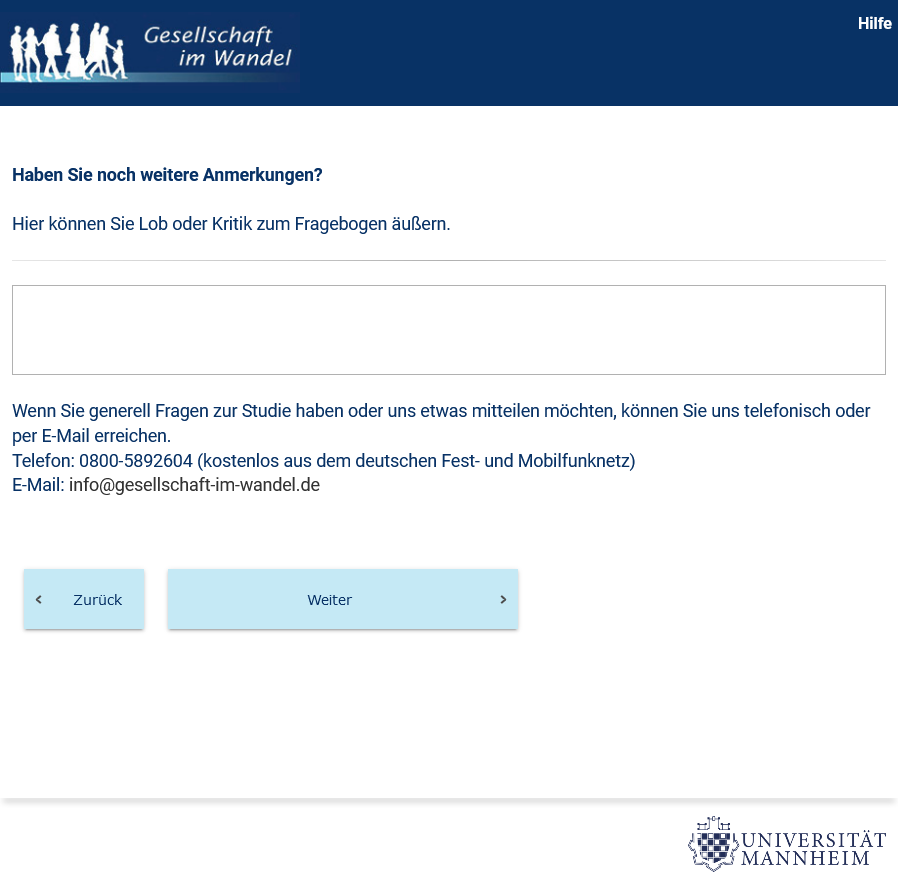 Gesellschaft
im Wandel
Hilfe
Haben Sie noch weitere Anmerkungen?
Hier können Sie Lob oder Kritik zum Fragebogen äußern.
Wenn Sie generell Fragen zur Studie haben oder uns etwas mitteilen möchten, können Sie uns telefonisch oder
per E-Mail erreichen.
Telefon: 0800-5892604 (kostenlos aus dem deutschen Fest- und Mobilfunknetz)
E-Mail: info@gesellschaft-im-wandel.de
Zurück
Weiter
UNIVERSITÄT
MANNHEIM